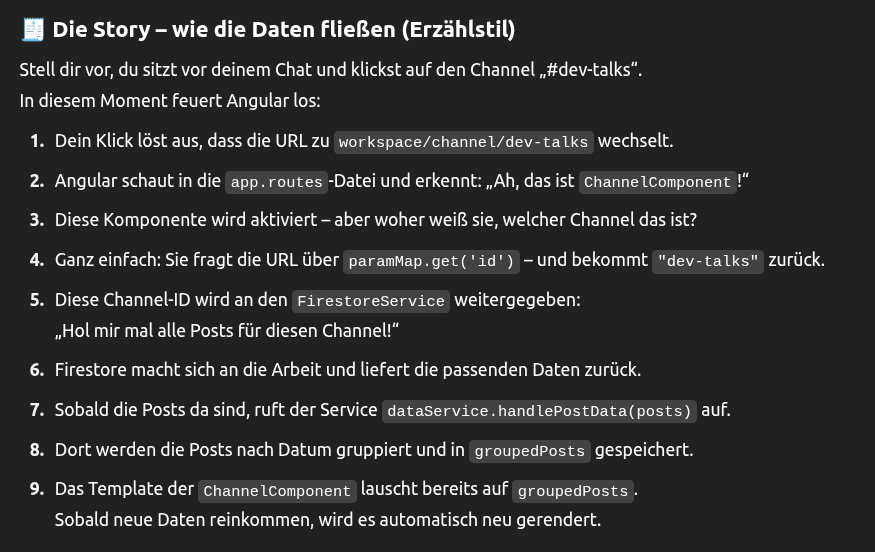 🧾 Die Story – wie die Daten fließen (Erzählstil)
Stell dir vor, du sitzt vor deinem Chat und klickst auf den Channel „#dev-talks“.
In diesem Moment feuert Angular los:
1. Dein Klick löst aus, dass die URL zu workspace/channel/dev-talks wechselt.
2. Angular schaut in die app.routes-Datei und erkennt: „Ah, das ist ChannelComponent!“
3. Diese Komponente wird aktiviert – aber woher weiß sie, welcher Channel das ist?
4. Ganz einfach: Sie fragt die URL über paramMap.get('id') – und bekommt "dev-talks" zurück.
5. Diese Channel-ID wird an den FirestoreService weitergegeben:
„Hol mir mal alle Posts für diesen Channel!“
6. Firestore macht sich an die Arbeit und liefert die passenden Daten zurück.
7. Sobald die Posts da sind, ruft der Service dataService.handlePostData(posts) auf.
8. Dort werden die Posts nach Datum gruppiert und in groupedPosts gespeichert.
9. Das Template der ChannelComponent lauscht bereits auf groupedPosts.
Sobald neue Daten reinkommen, wird es automatisch neu gerendert.